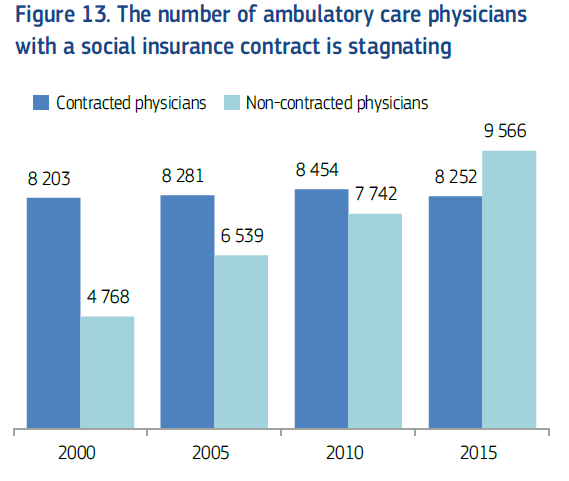 Figure 13. The number of ambulatory care physicians
with a social insurance contract is stagnating
Contracted physicians Non-contracted physicians
8 203
4 768
8 281
6 539
8 454
7 742
8 252
9 566
2000 2005 2010 2015